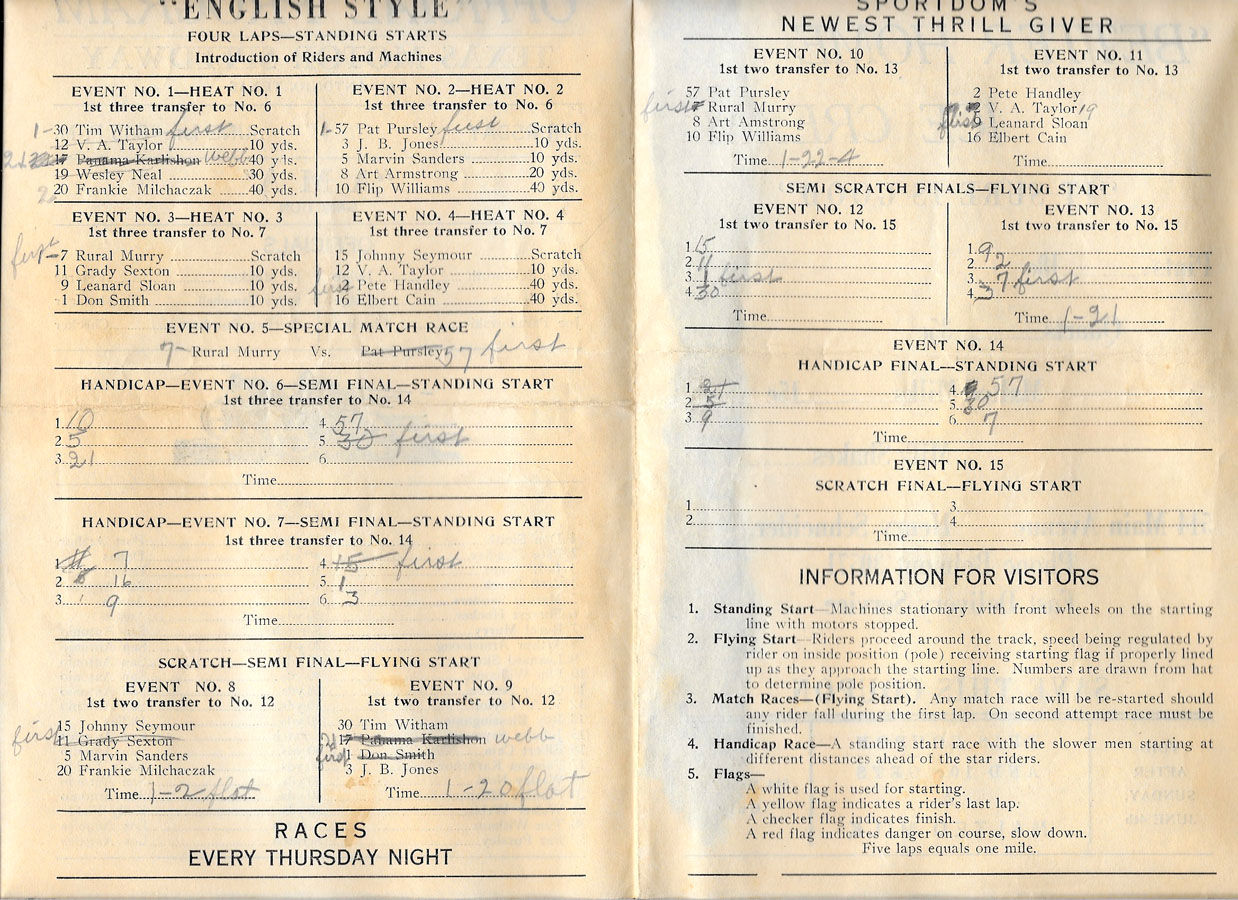 "ENGLISH STYLE"
FOUR LAPS—STANDING STARTS
Introduction of Riders and Machines
EVENT NO. 1—HEAT NO. 1
1st three transfer to No. 6
1-30 Tim Witham first Scratch
12 V. A. Taylor 10 yds.
17 Panama Karlishon Webb 40 yds.
19 Wesley Neal 30 yds.
2 20 Frankie Milchaczak 40 yds.
EVENT NO. 2—HEAT NO. 2
1st three transfer to No. 6
1-57 Pat Pursley first Scratch
3 J. B. Jones 10 yds.
5 Marvin Sanders 10 yds.
8 Art Armstrong 20 yds.
10 Flip Williams 40 yds.
EVENT NO. 3—HEAT NO. 3
1st three transfer to No. 7
first-7 Rural Murry Scratch
11 Grady Sexton 10 yds.
9 Leanard Sloan 10 yds.
1 Don Smith 10 yds.
EVENT NO. 4—HEAT NO. 4
1st three transfer to No. 7
15 Johnny Seymour Scratch
12 V. A. Taylor 10 yds.
first 2 Pete Handley 40 yds.
16 Elbert Cain 40 yds.
EVENT NO. 5—SPECIAL MATCH RACE
7- Rural Murry Vs. Pat Pursley 57 first
HANDICAP—EVENT NO. 6—SEMI FINAL—STANDING START
1st three transfer to No. 14
1. 10 4. 57
2. 5 5. 30 first
3. 21 6.
Time
HANDICAP—EVENT NO. 7—SEMI FINAL—STANDING START
1st three transfer to No. 14
1. 7 4. 15 first
2. 16 5. 1
3. 9 6. 3
Time
SCRATCH—SEMI FINAL—FLYING START
EVENT NO. 8
1st two transfer to No. 12
15 Johnny Seymour
first 11 Grady Sexton
5 Marvin Sanders
20 Frankie Milchaczak
Time 1-2 flat
EVENT NO. 9
1st two transfer to No. 12
30 Tim Witham
17 Panama Karlishon webb
first 1 Don Smith
3 J. B. Jones
Time 1-20 flat
RACES
EVERY THURSDAY NIGHT
SPORTDOM'S
NEWEST THRILL GIVER
EVENT NO. 10
1st two transfer to No. 13
57 Pat Pursley
first 7 Rural Murry
8 Art Amstrong
10 Flip Williams
Time 1-22-4
EVENT NO. 11
1st two transfer to No. 13
2 Pete Handley
V. A. Taylor 19
9 Leanard Sloan
16 Elbert Cain
Time
SEMI SCRATCH FINALS—FLYING START
EVENT NO. 12
1st two transfer to No. 15
1. 15
2. 11
3. 1 first
4. 30
Time
EVENT NO. 13
1st two transfer to No. 15
1. 9
2. 2
3. 7 first
4. 3
Time 1-21
EVENT NO. 14
HANDICAP FINAL—STANDING START
1. 21 4. 57
2. 5 5. 30
3. 9 6. 7
Time
EVENT NO. 15
SCRATCH FINAL—FLYING START
1. 3.
2. 4.
Time
INFORMATION FOR VISITORS
1. Standing Start—Machines stationary with front wheels on the starting
line with motors stopped.
2. Flying Start—Riders proceed around the track, speed being regulated by
rider on inside position (pole) receiving starting flag if properly lined
up as they approach the starting line. Numbers are drawn from hat
to determine pole position.
3. Match Races—(Flying Start). Any match race will be re-started should
any rider fall during the first lap. On second attempt race must be
finished.
4. Handicap Race—A standing start race with the slower men starting at
different distances ahead of the star riders.
5. Flags—
A white flag is used for starting.
A yellow flag indicates a rider's last lap.
A checker flag indicates finish.
A red flag indicates danger on course, slow down.
Five laps equals one mile.